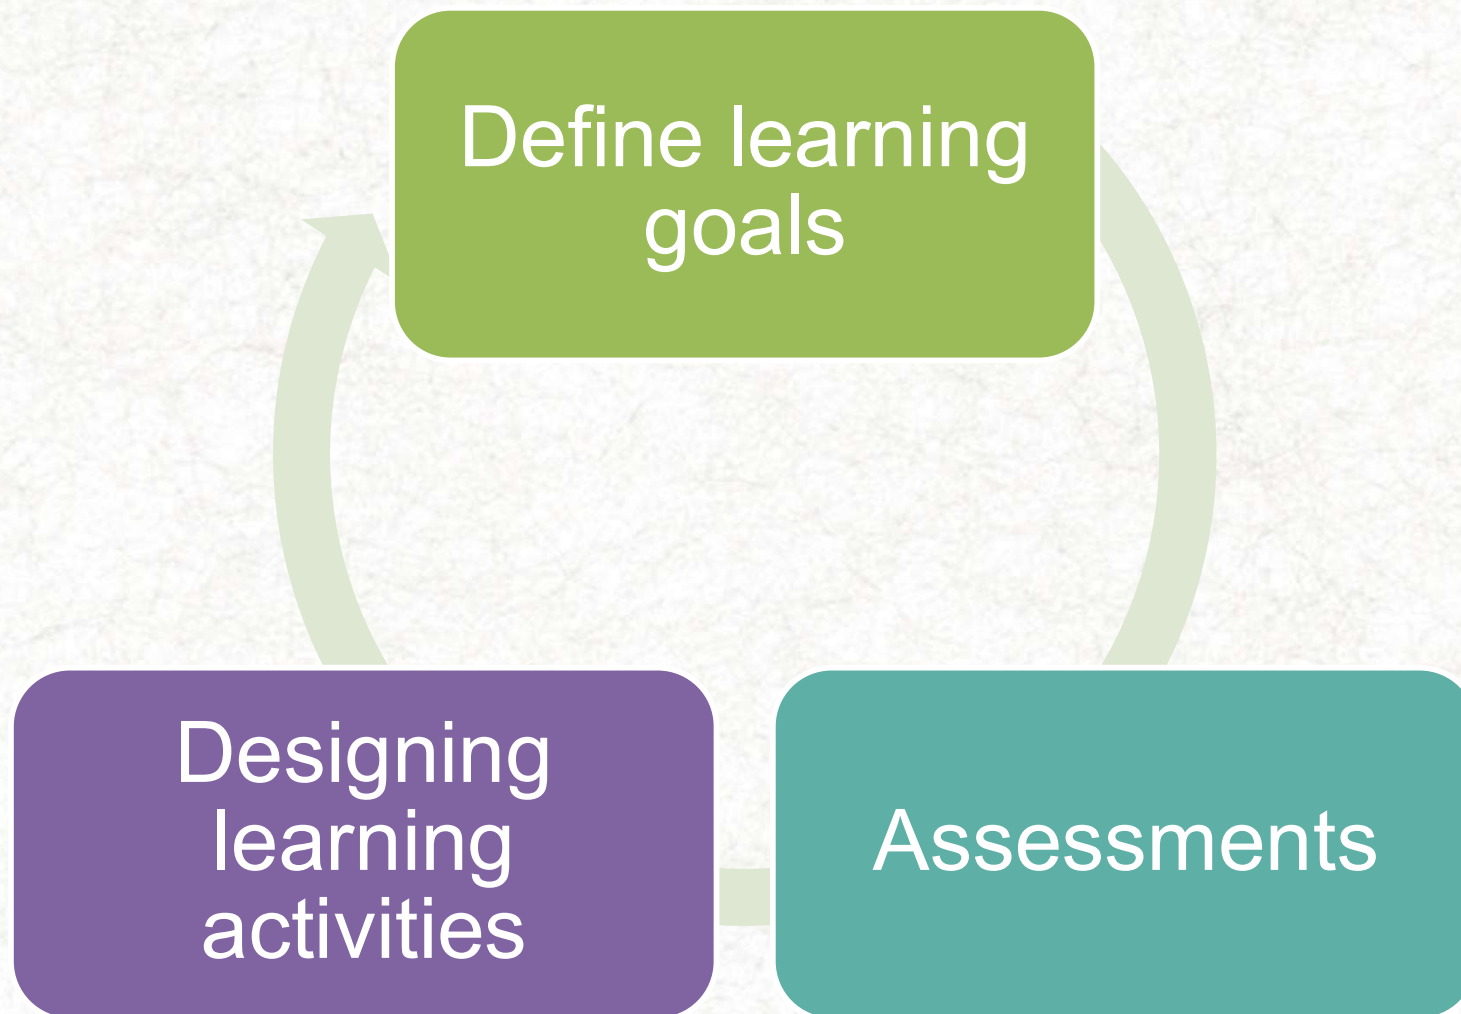 Define learning
goals
Designing
learning
activities
Assessments